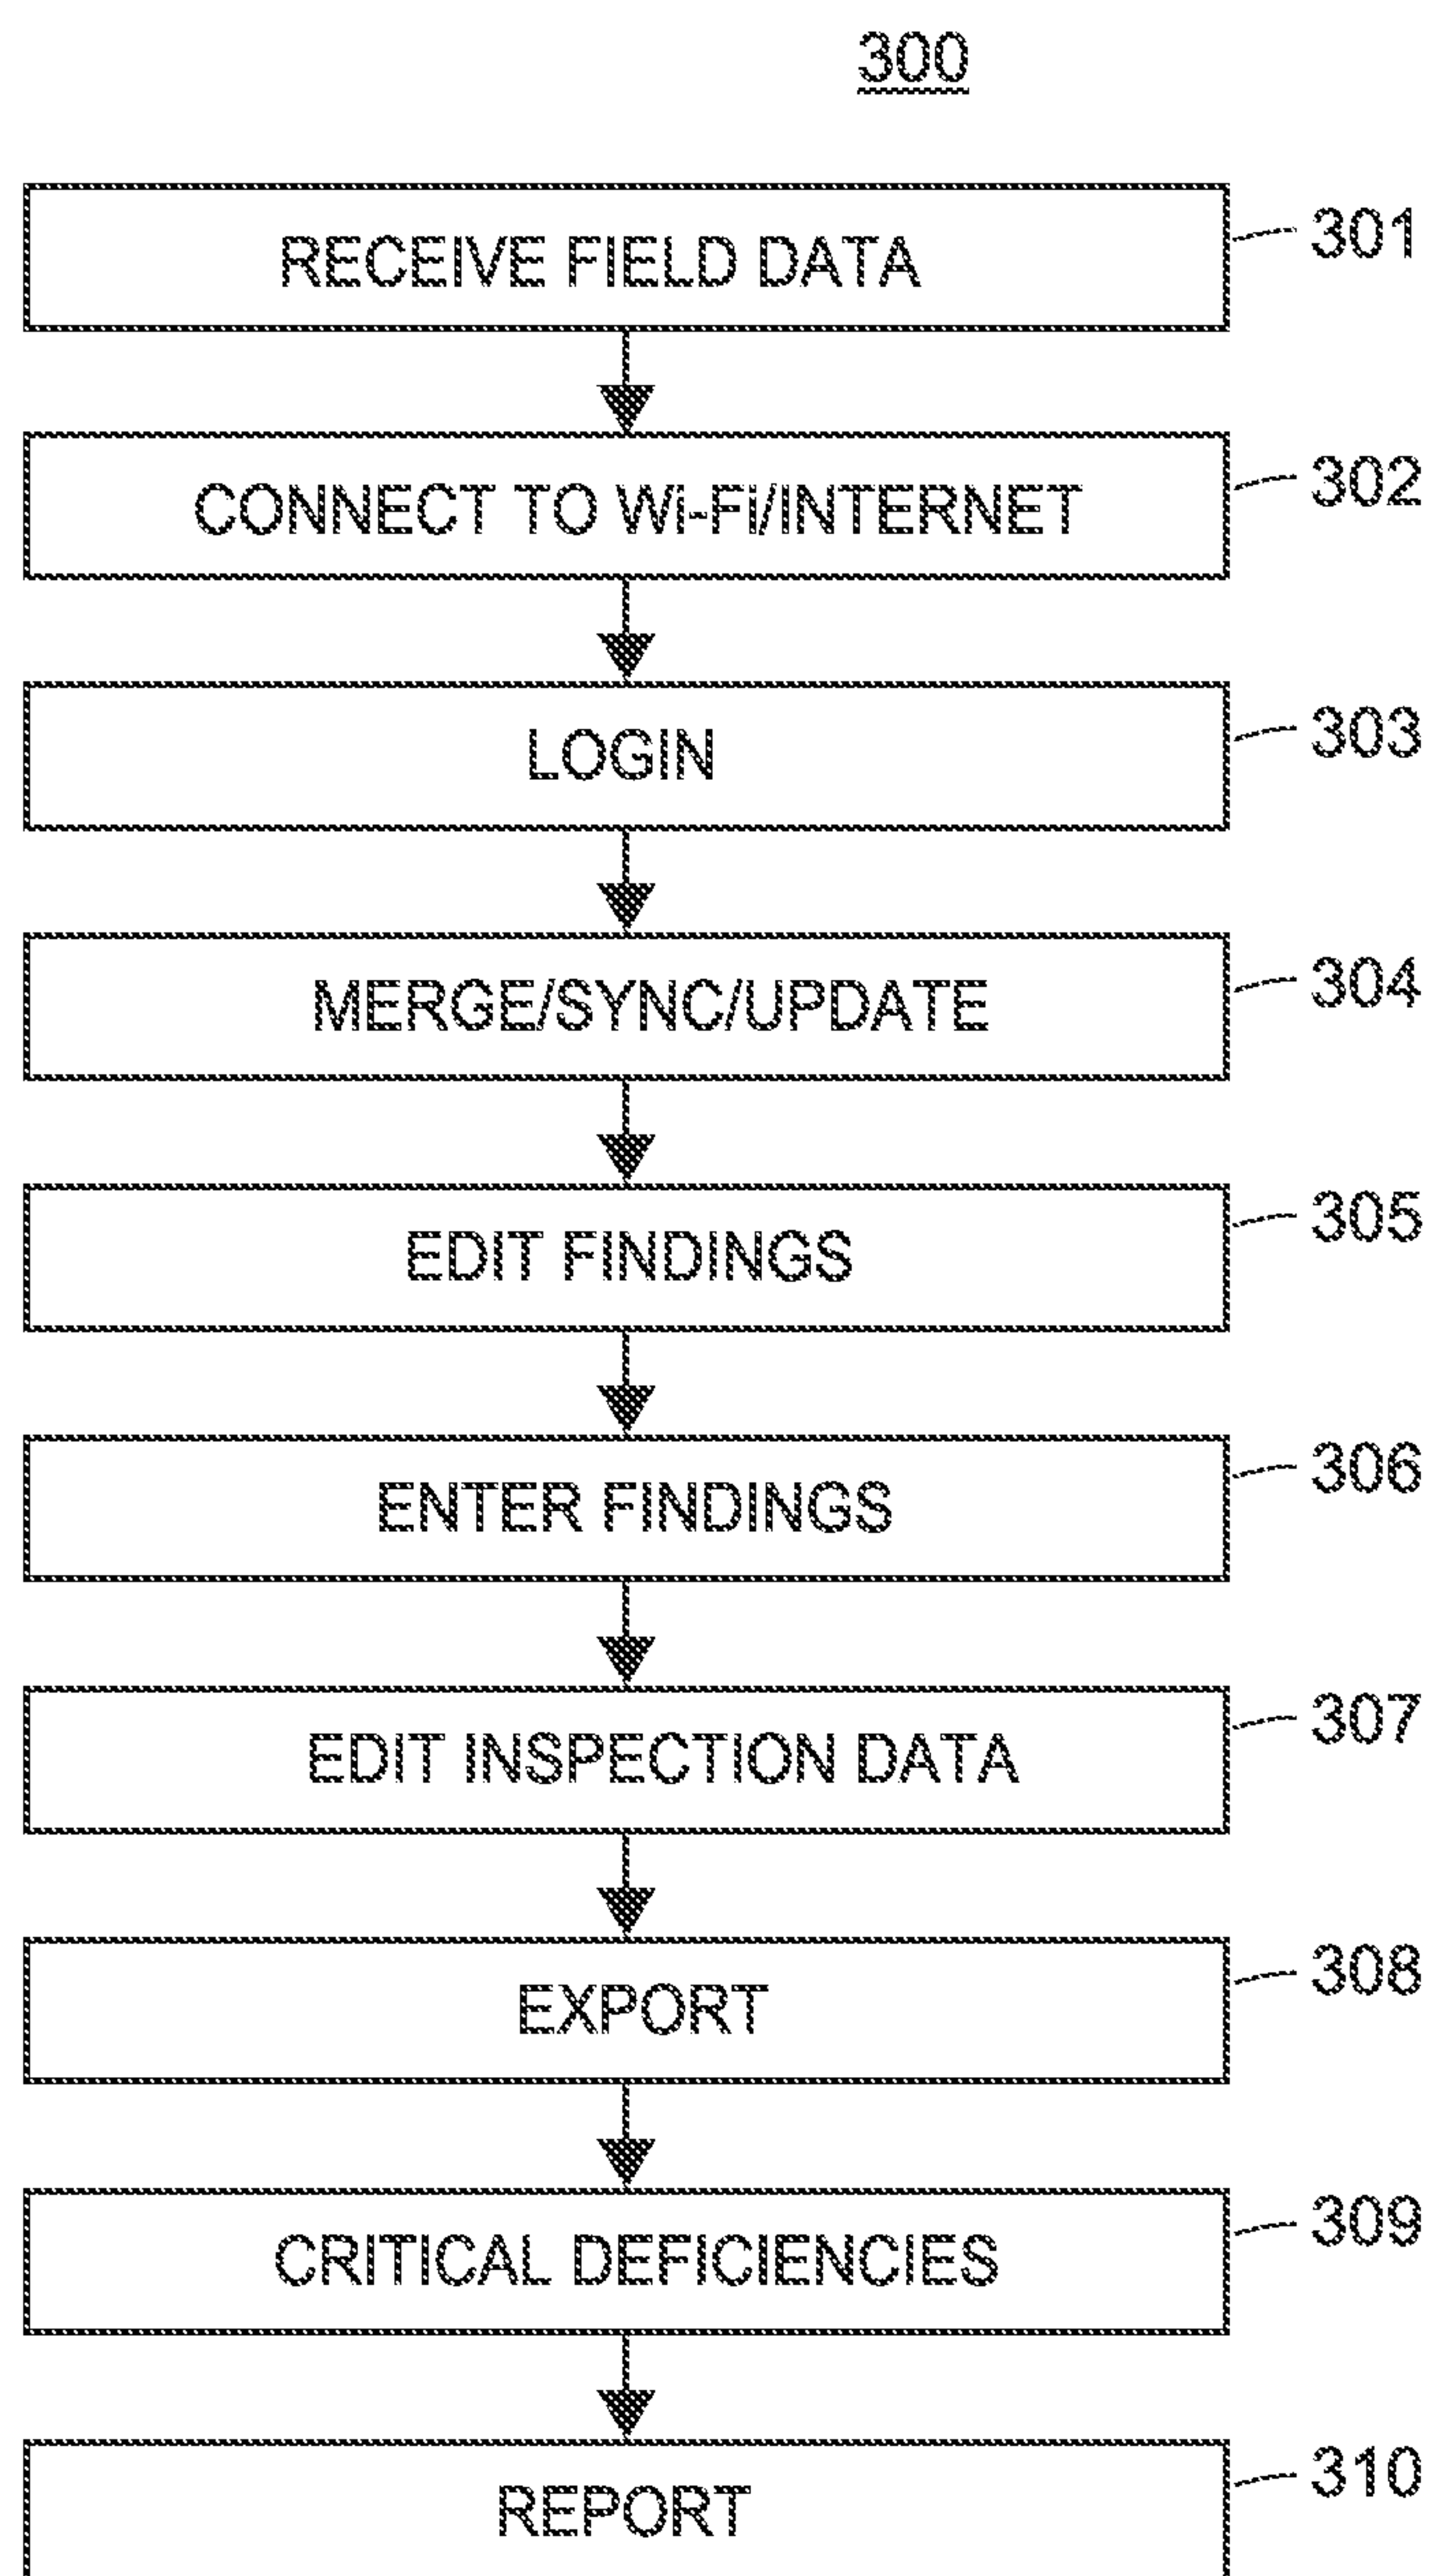 300
RECEIVE FIELD DATA 301
CONNECT TO Wi-Fi/INTERNET 302
LOGIN 303
MERGE/SYNC/UPDATE 304
EDIT FINDINGS 305
ENTER FINDINGS 306
EDIT INSPECTION DATA 307
EXPORT 308
CRITICAL DEFICIENCIES 309
REPORT 310